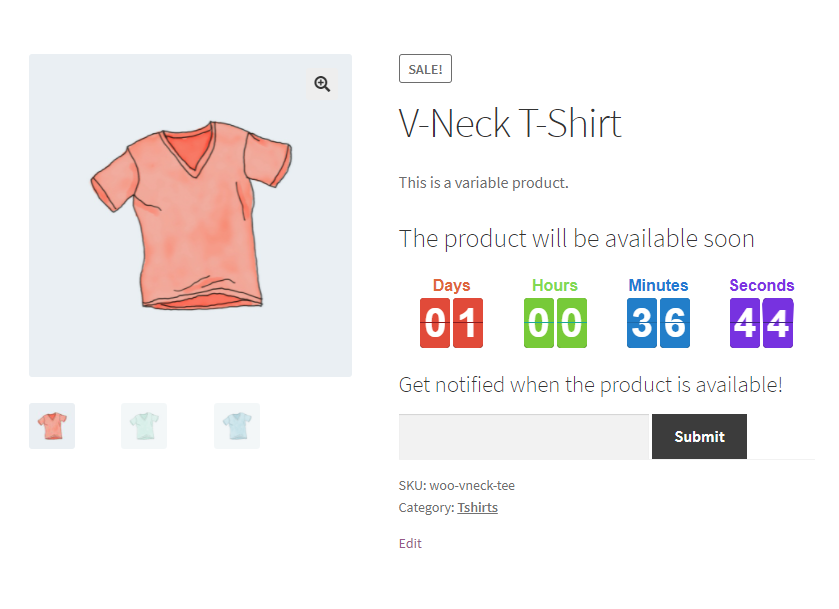 SALE!
V-Neck T-Shirt
This is a variable product.
The product will be available soon
Days Hours Minutes Seconds
01 00 36 44
Get notified when the product is available!
Submit
SKU: woo-vneck-tee
Category: Tshirts
Edit